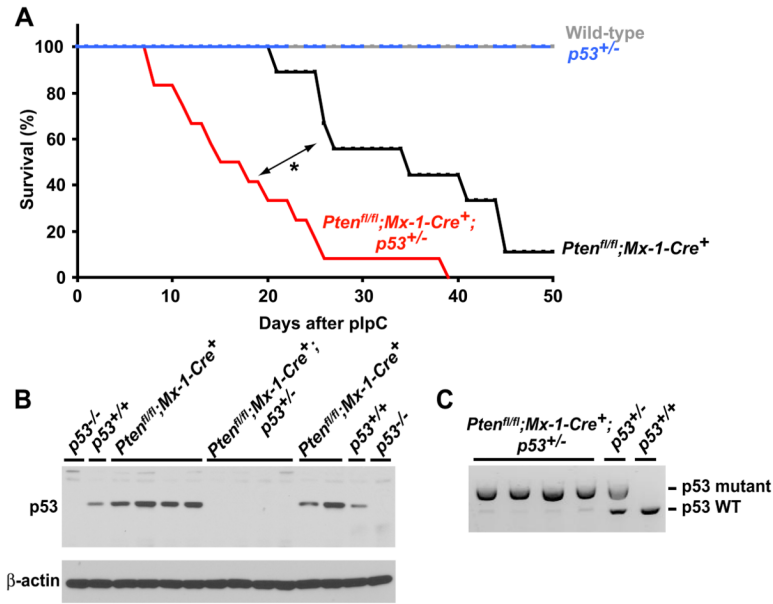 A
Wild-type
p53+/-
Survival (%)
100
80
60
40
20
0
*
Ptenfl/fl;Mx-1-Cre+;
p53+/-
Ptenfl/fl;Mx-1-Cre+
0 10 20 30 40 50
Days after pIpC
B
p53-/-
p53+/+
Ptenfl/fl;Mx-1-Cre+
Ptenfl/fl;Mx-1-Cre+;
p53+/-
Ptenfl/fl;Mx-1-Cre+
p53+/+
p53-/-
p53
β-actin
C
Ptenfl/fl;Mx-1-Cre+;
p53+/-
p53+/-
p53+/+
p53 mutant
p53 WT